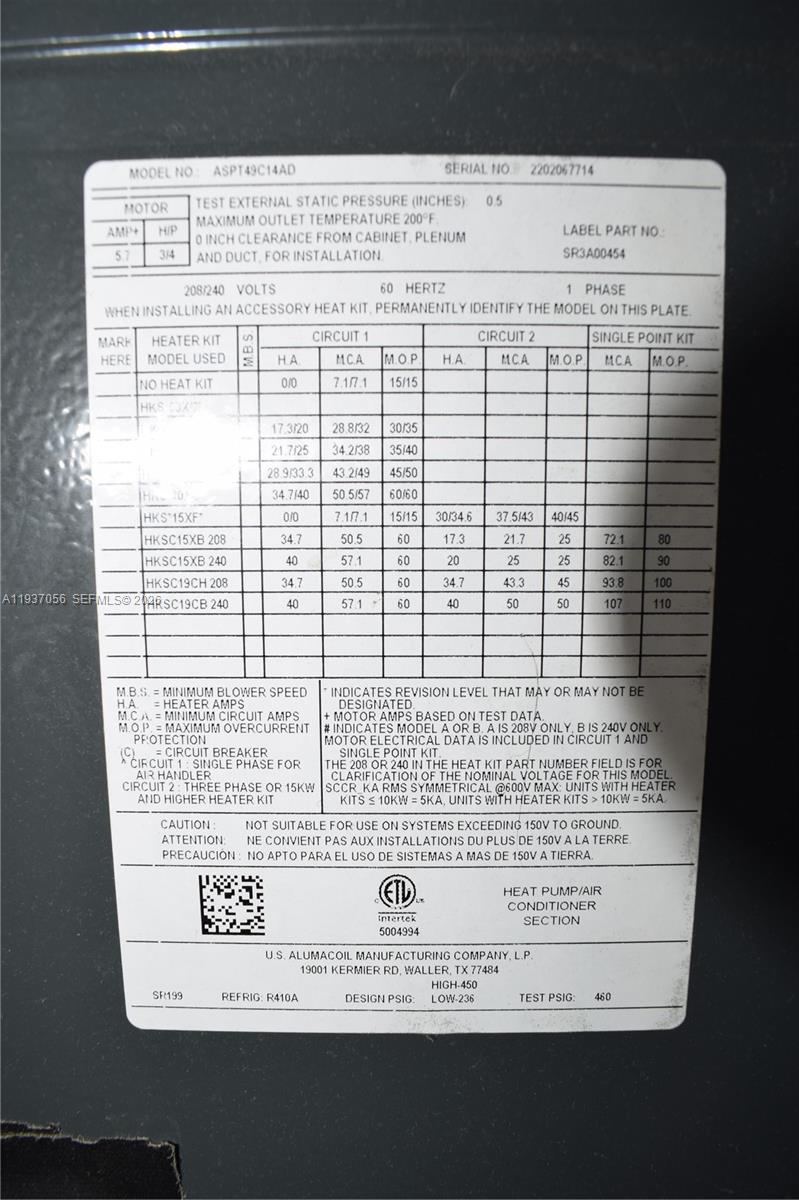 MODEL NO.: ASPT49C14AD SERIAL NO. 2202067714
MOTOR
AMP+ H/P
5.7 3/4
TEST EXTERNAL STATIC PRESSURE (INCHES): 0.5
MAXIMUM OUTLET TEMPERATURE 200°F.
0 INCH CLEARANCE FROM CABINET, PLENUM
AND DUCT, FOR INSTALLATION.
LABEL PART NO.:
SR3A00454
208/240 VOLTS 60 HERTZ 1 PHASE
WHEN INSTALLING AN ACCESSORY HEAT KIT, PERMANENTLY IDENTIFY THE MODEL ON THIS PLATE.
MARK HERE HEATER KIT MODEL USED M.B.S. CIRCUIT 1 CIRCUIT 2 SINGLE POINT KIT
H.A. M.C.A. M.O.P. H.A. M.C.A. M.O.P. M.C.A. M.O.P.
NO HEAT KIT 0/0 7.1/7.1 15/15
17.3/20 28.8/32 30/35
21.7/25 34.2/38 35/40
28.9/33.3 43.2/49 45/50
34.7/40 50.5/57 60/60
HKS*15XF* 0/0 7.1/7.1 15/15 30/34.6 37.5/43 40/45
HKSC15XB 208 34.7 50.5 60 17.3 21.7 25 72.1 80
HKSC15XB 240 40 57.1 60 20 25 25 82.1 90
HKSC19CH 208 34.7 50.5 60 34.7 43.3 45 93.8 100
HKSC19CB 240 40 57.1 60 40 50 50 107 110
M.B.S. = MINIMUM BLOWER SPEED
H.A. = HEATER AMPS
M.C.A. = MINIMUM CIRCUIT AMPS
M.O.P. = MAXIMUM OVERCURRENT
PROTECTION
(C) = CIRCUIT BREAKER
^ CIRCUIT 1 : SINGLE PHASE FOR
AIR HANDLER
CIRCUIT 2 : THREE PHASE OR 15KW
AND HIGHER HEATER KIT
* INDICATES REVISION LEVEL THAT MAY OR MAY NOT BE
DESIGNATED.
+ MOTOR AMPS BASED ON TEST DATA.
# INDICATES MODEL A OR B. A IS 208V ONLY, B IS 240V ONLY.
MOTOR ELECTRICAL DATA IS INCLUDED IN CIRCUIT 1 AND
SINGLE POINT KIT.
THE 208 OR 240 IN THE HEAT KIT PART NUMBER FIELD IS FOR
CLARIFICATION OF THE NOMINAL VOLTAGE FOR THIS MODEL.
SCCR_KA RMS SYMMETRICAL @600V MAX: UNITS WITH HEATER
KITS ≤ 10KW = 5KA, UNITS WITH HEATER KITS > 10KW = 5KA.
CAUTION : NOT SUITABLE FOR USE ON SYSTEMS EXCEEDING 150V TO GROUND.
ATTENTION: NE CONVIENT PAS AUX INSTALLATIONS DU PLUS DE 150V A LA TERRE.
PRECAUCIÓN : NO APTO PARA EL USO DE SISTEMAS A MAS DE 150V A TIERRA.
ETL
C US
Intertek
5004994
HEAT PUMP/AIR
CONDITIONER
SECTION
U.S. ALUMACOIL MANUFACTURING COMPANY, L.P.
19001 KERMIER RD, WALLER, TX 77484
HIGH-450
SR199 REFRIG: R410A DESIGN PSIG: LOW-236 TEST PSIG: 460
A11937056 SEFMLS© 2026